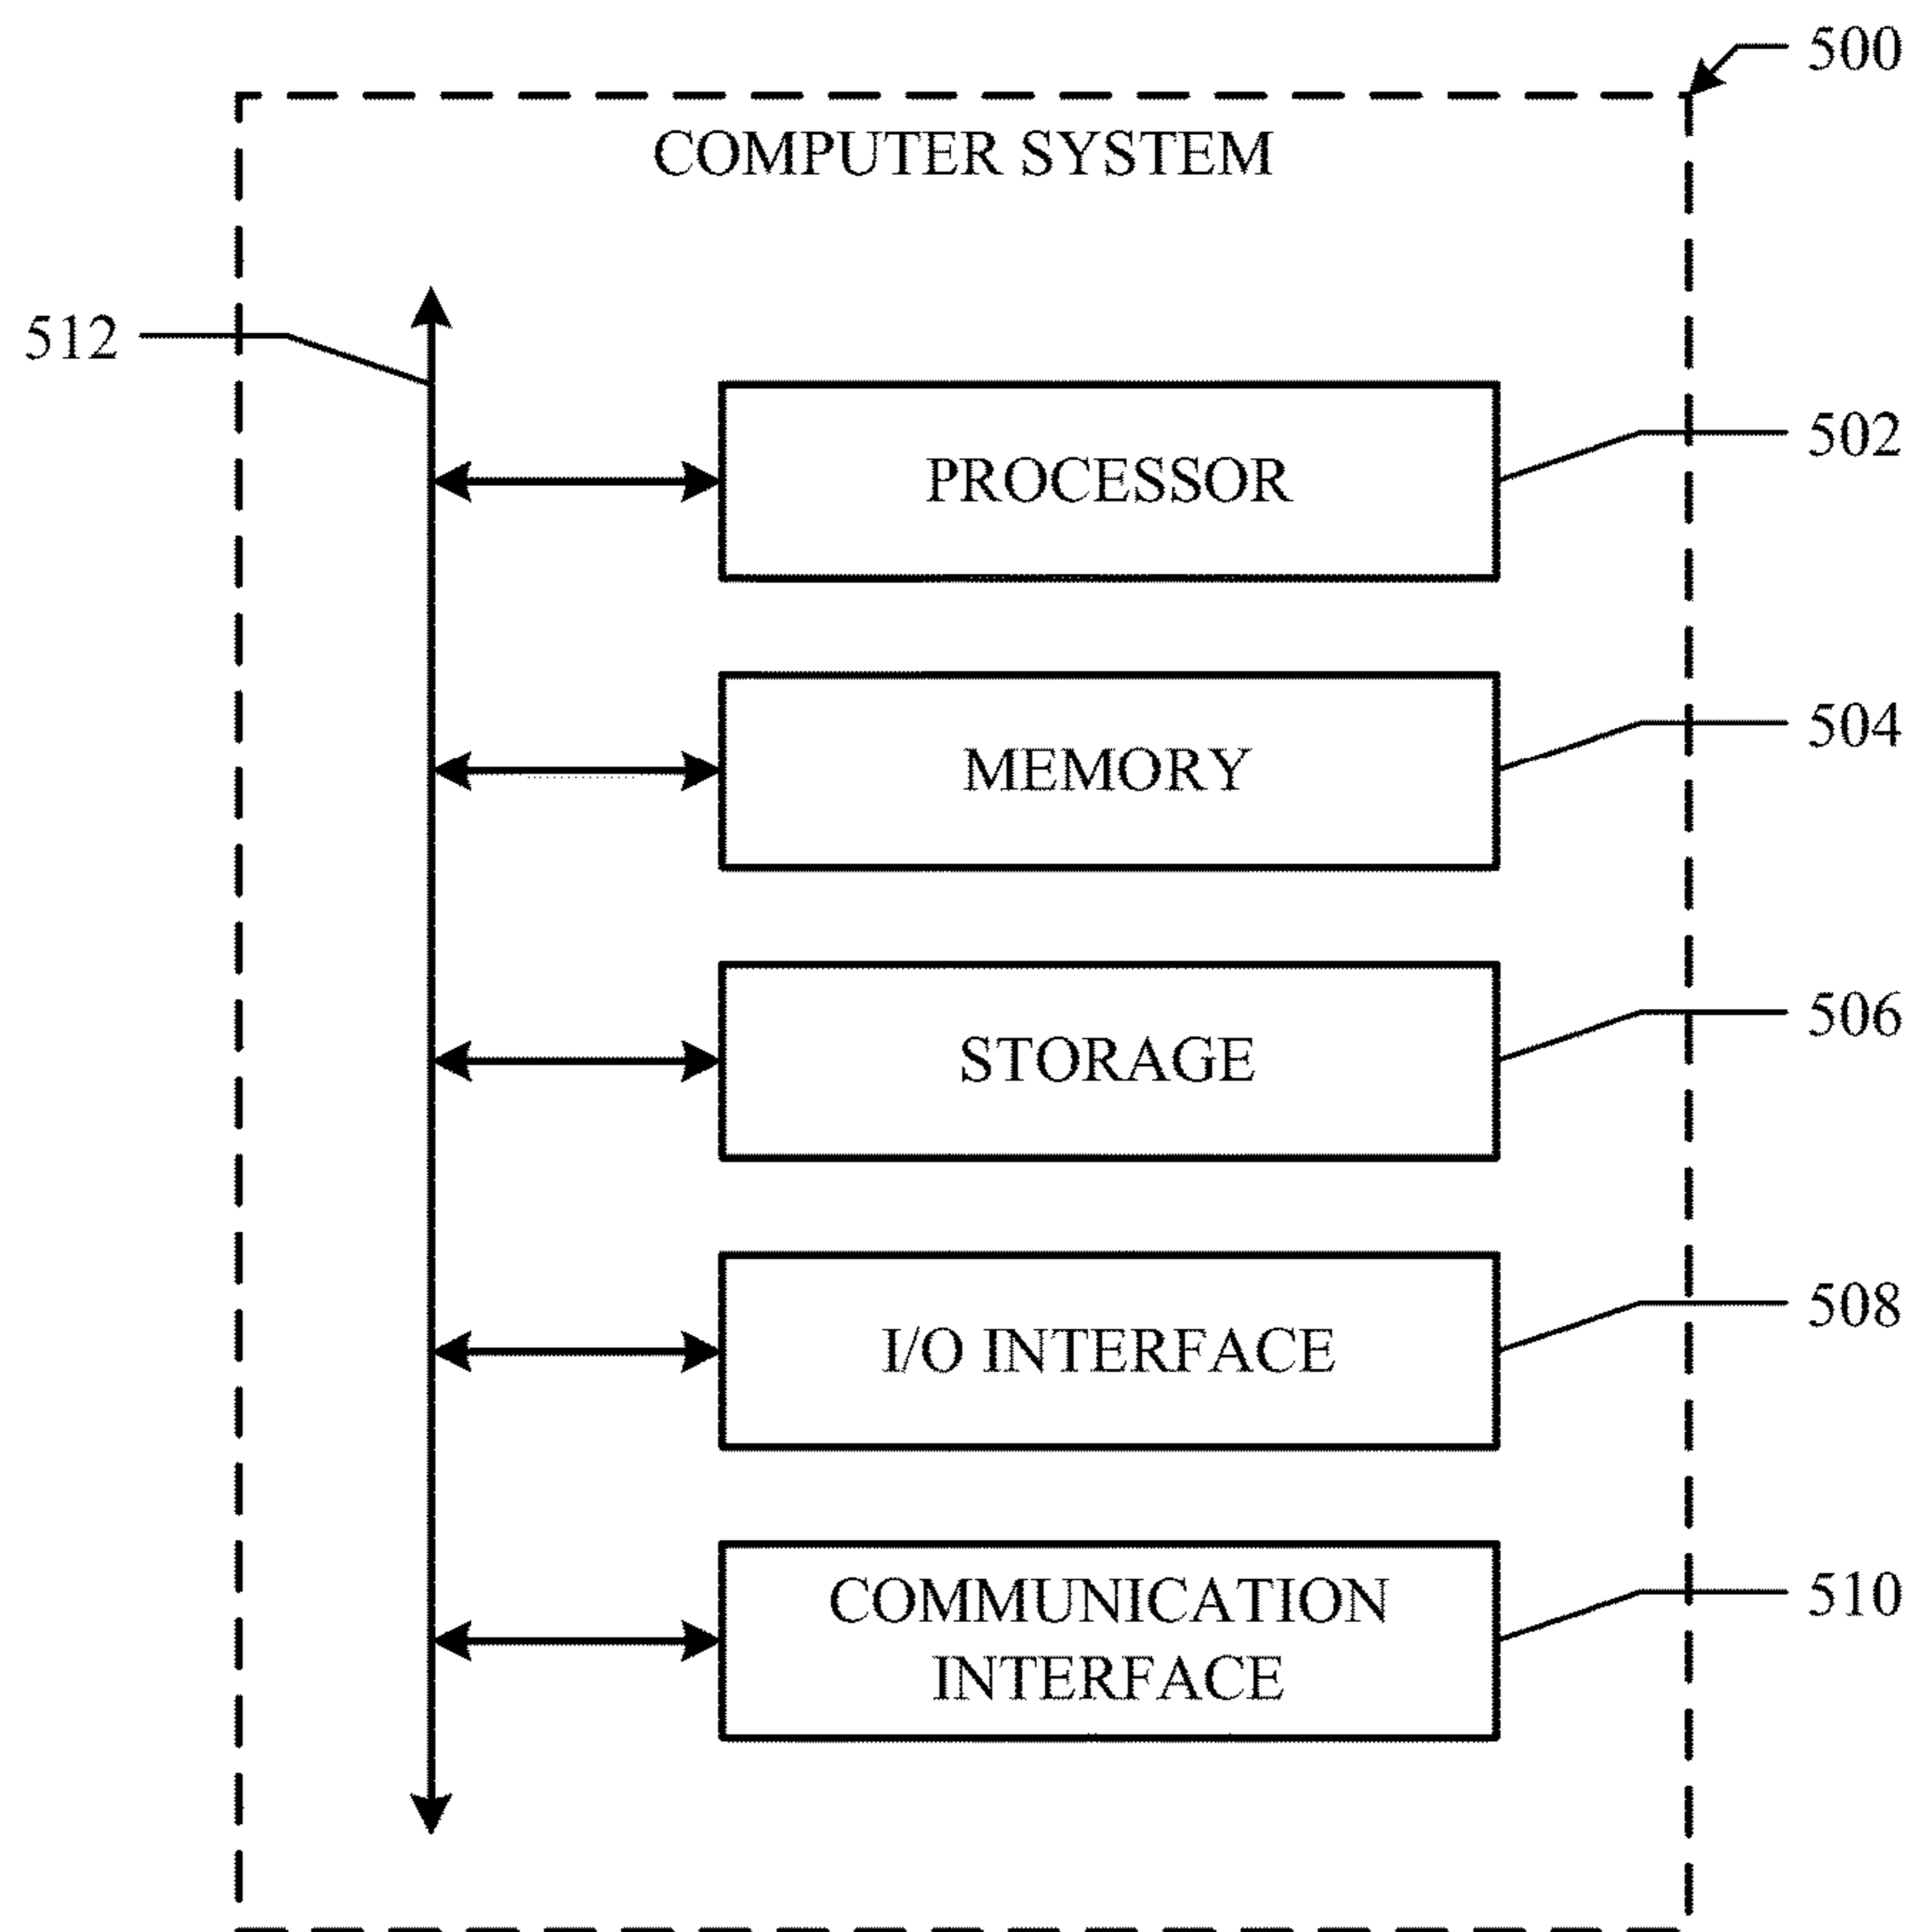 500
COMPUTER SYSTEM
512
PROCESSOR
502
MEMORY
504
STORAGE
506
I/O INTERFACE
508
COMMUNICATION
INTERFACE
510